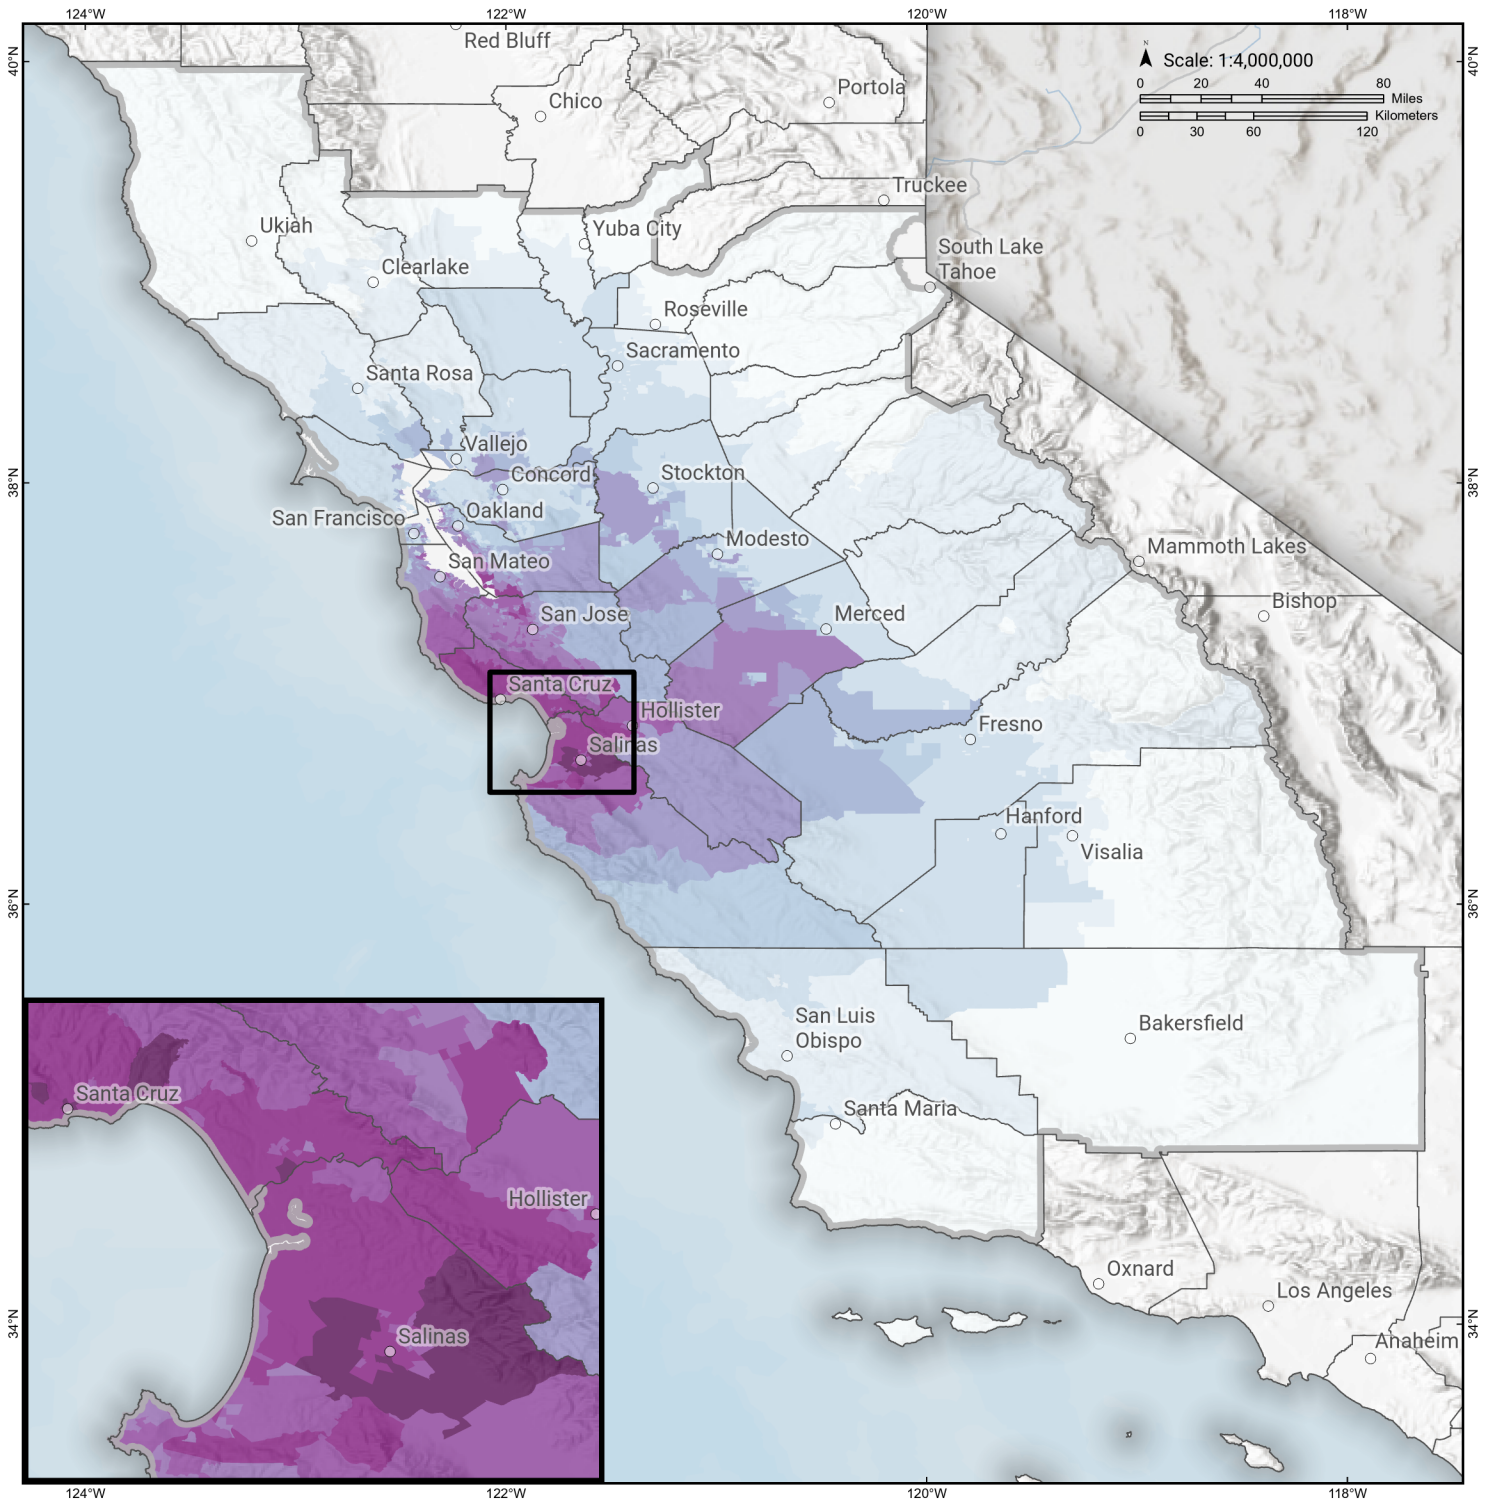 124°W
122°W
120°W
118°W
40°N
40°N
Red Bluff
N
Scale: 1:4,000,000
0
20
40
80
Miles
Kilometers
0
30
60
120
Portola
Chico
Truckee
Ukiah
Yuba City
South Lake
Tahoe
Clearlake
Roseville
Sacramento
Santa Rosa
Vallejo
38°N
38°N
Concord
Stockton
San Francisco
Oakland
Modesto
Mammoth Lakes
San Mateo
Bishop
San Jose
Merced
Santa Cruz
Hollister
Fresno
Salinas
Hanford
Visalia
36°N
36°N
San Luis
Obispo
Bakersfield
Santa Maria
Santa Cruz
Hollister
Oxnard
Los Angeles
34°N
34°N
Salinas
Anaheim
124°W
122°W
120°W
118°W